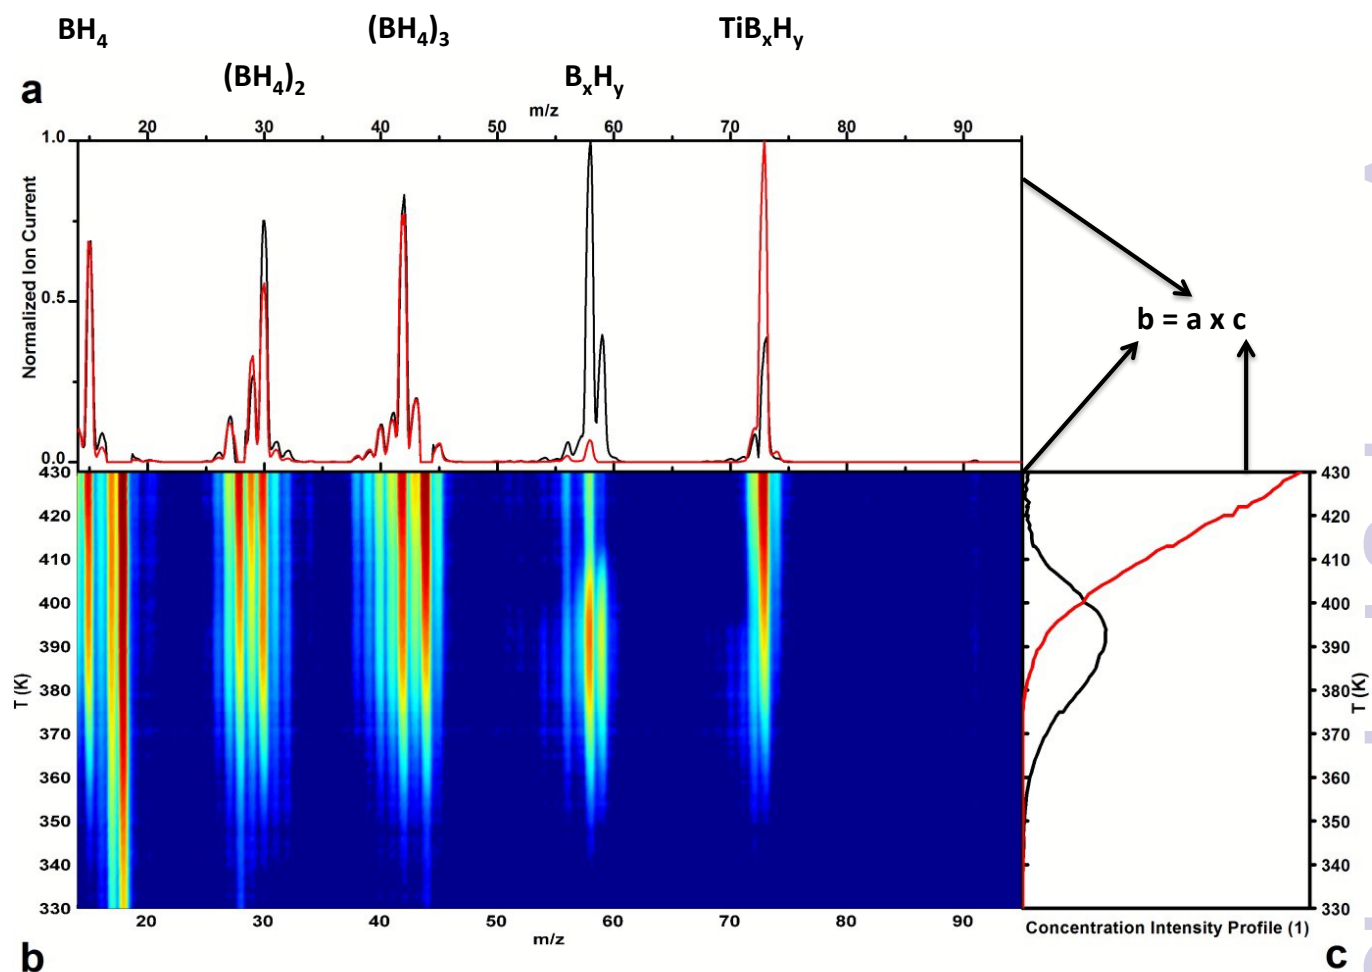 BH4 (BH4)3 TiBxHy
(BH4)2 BxHy
a
m/z
20 30 40 50 60 70 80 90
1.0
0.5
0.0
Normalized Ion Current
b = a x c
430
420
410
400
390
380
370
360
350
340
330
T (K)
20 30 40 50 60 70 80 90
m/z
430
420
410
400
390
380
370
360
350
340
330
T (K)
Concentration Intensity Profile (1)
b c